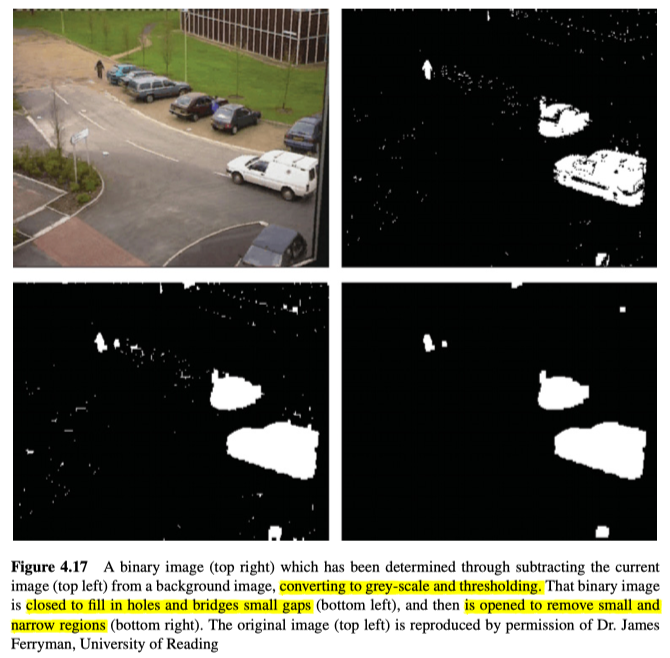 Figure 4.17 A binary image (top right) which has been determined through subtracting the current
image (top left) from a background image, converting to grey-scale and thresholding. That binary image
is closed to fill in holes and bridges small gaps (bottom left), and then is opened to remove small and
narrow regions (bottom right). The original image (top left) is reproduced by permission of Dr. James
Ferryman, University of Reading